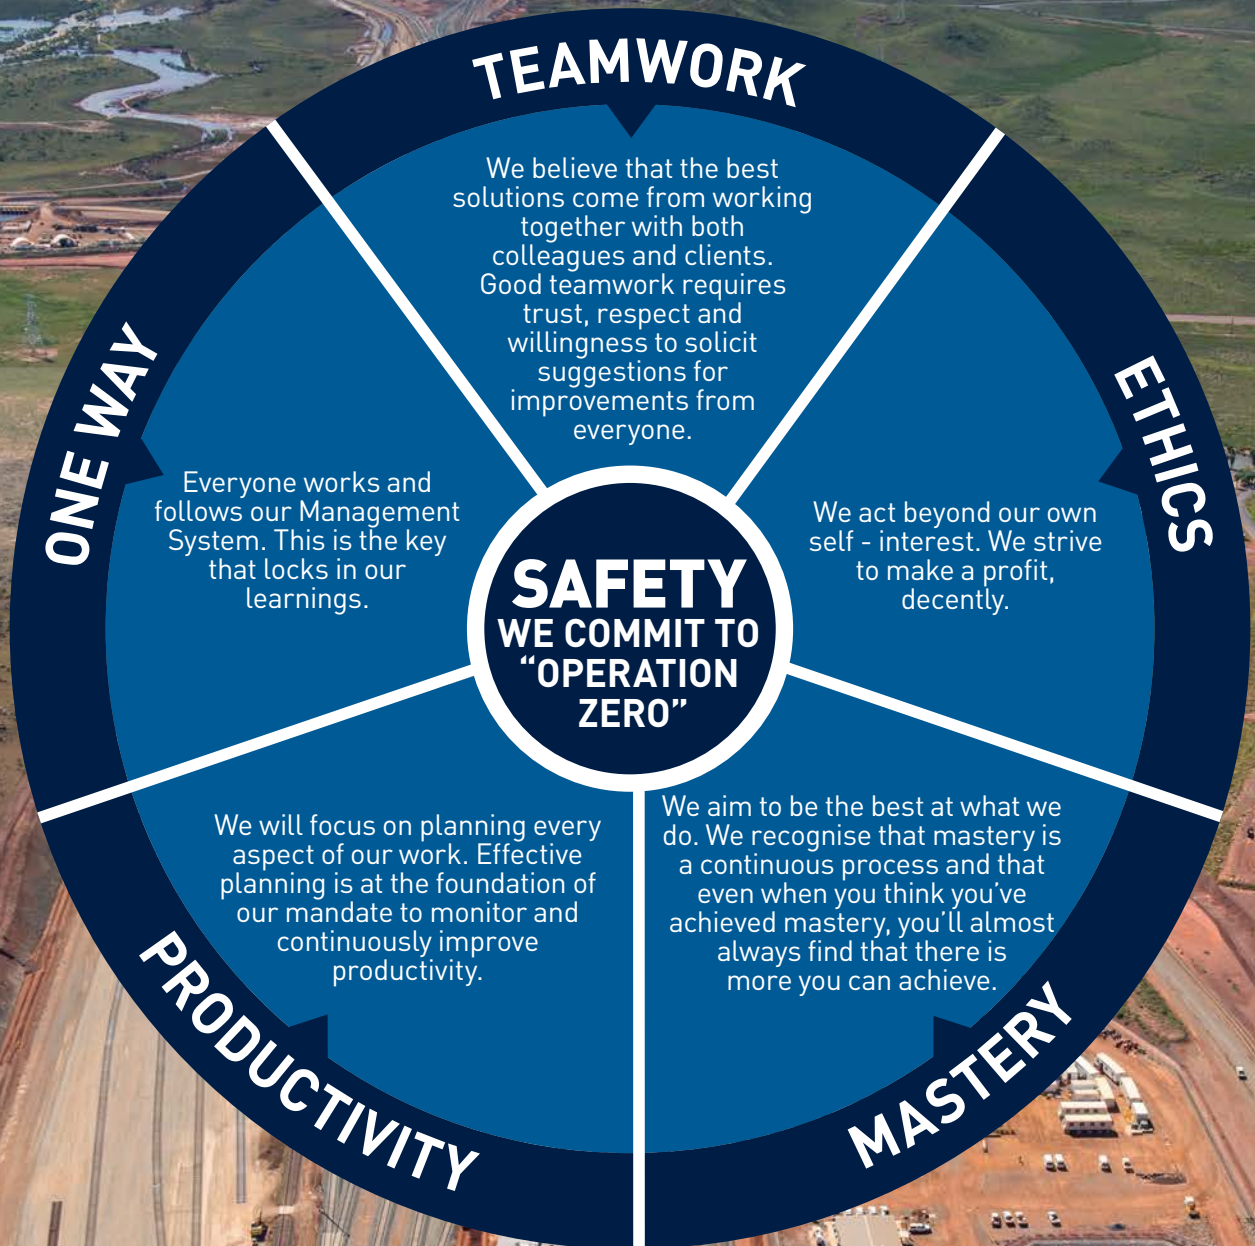 TEAMWORK
We believe that the best
solutions come from working
together with both
colleagues and clients.
Good teamwork requires
trust, respect and
willingness to solicit
suggestions for
improvements from
everyone.
ETHICS
We act beyond our own
self - interest. We strive
to make a profit,
decently.
MASTERY
We aim to be the best at what we
do. We recognise that mastery is
a continuous process and that
even when you think you’ve
achieved mastery, you’ll almost
always find that there is
more you can achieve.
PRODUCTIVITY
We will focus on planning every
aspect of our work. Effective
planning is at the foundation of
our mandate to monitor and
continuously improve
productivity.
ONE WAY
Everyone works and
follows our Management
System. This is the key
that locks in our
learnings.
SAFETY
WE COMMIT TO
“OPERATION
ZERO”